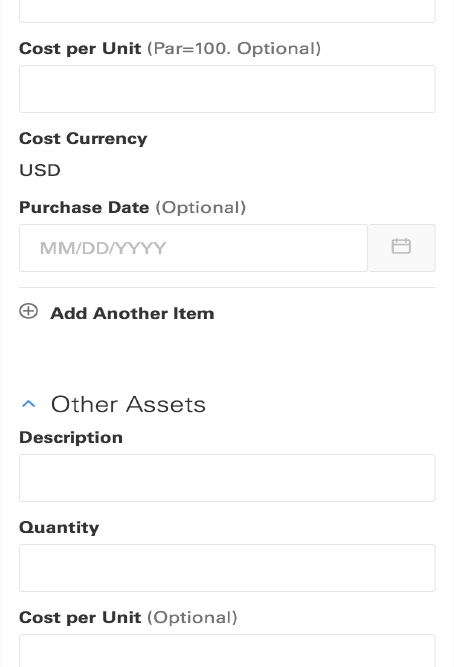 Cost per Unit (Par=100. Optional)
Cost Currency
USD
Purchase Date (Optional)
MM/DD/YYYY
Add Another Item
Other Assets
Description
Quantity
Cost per Unit (Optional)